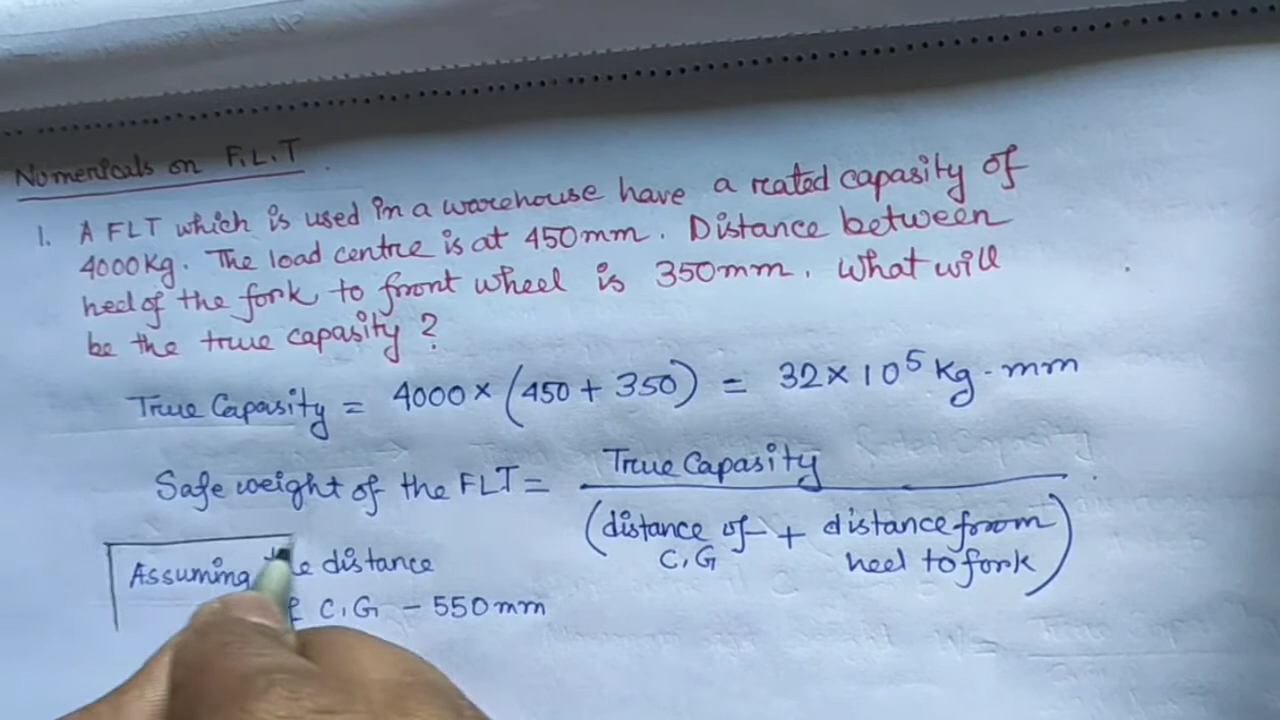 Numericals on F.L.T
1. A FLT which is used in a warehouse have a rated capasity of
4000kg. The load centre is at 450mm. Distance between
heel of the fork to front wheel is 350mm. What will
be the true capasity?
True Capasity = 4000 × (450 + 350) = 32 × 10⁵ kg-mm
Safe weight of the FLT = True Capasity
(distance of C.G + distance from heel to fork)
Assuming the distance
C.G - 550mm